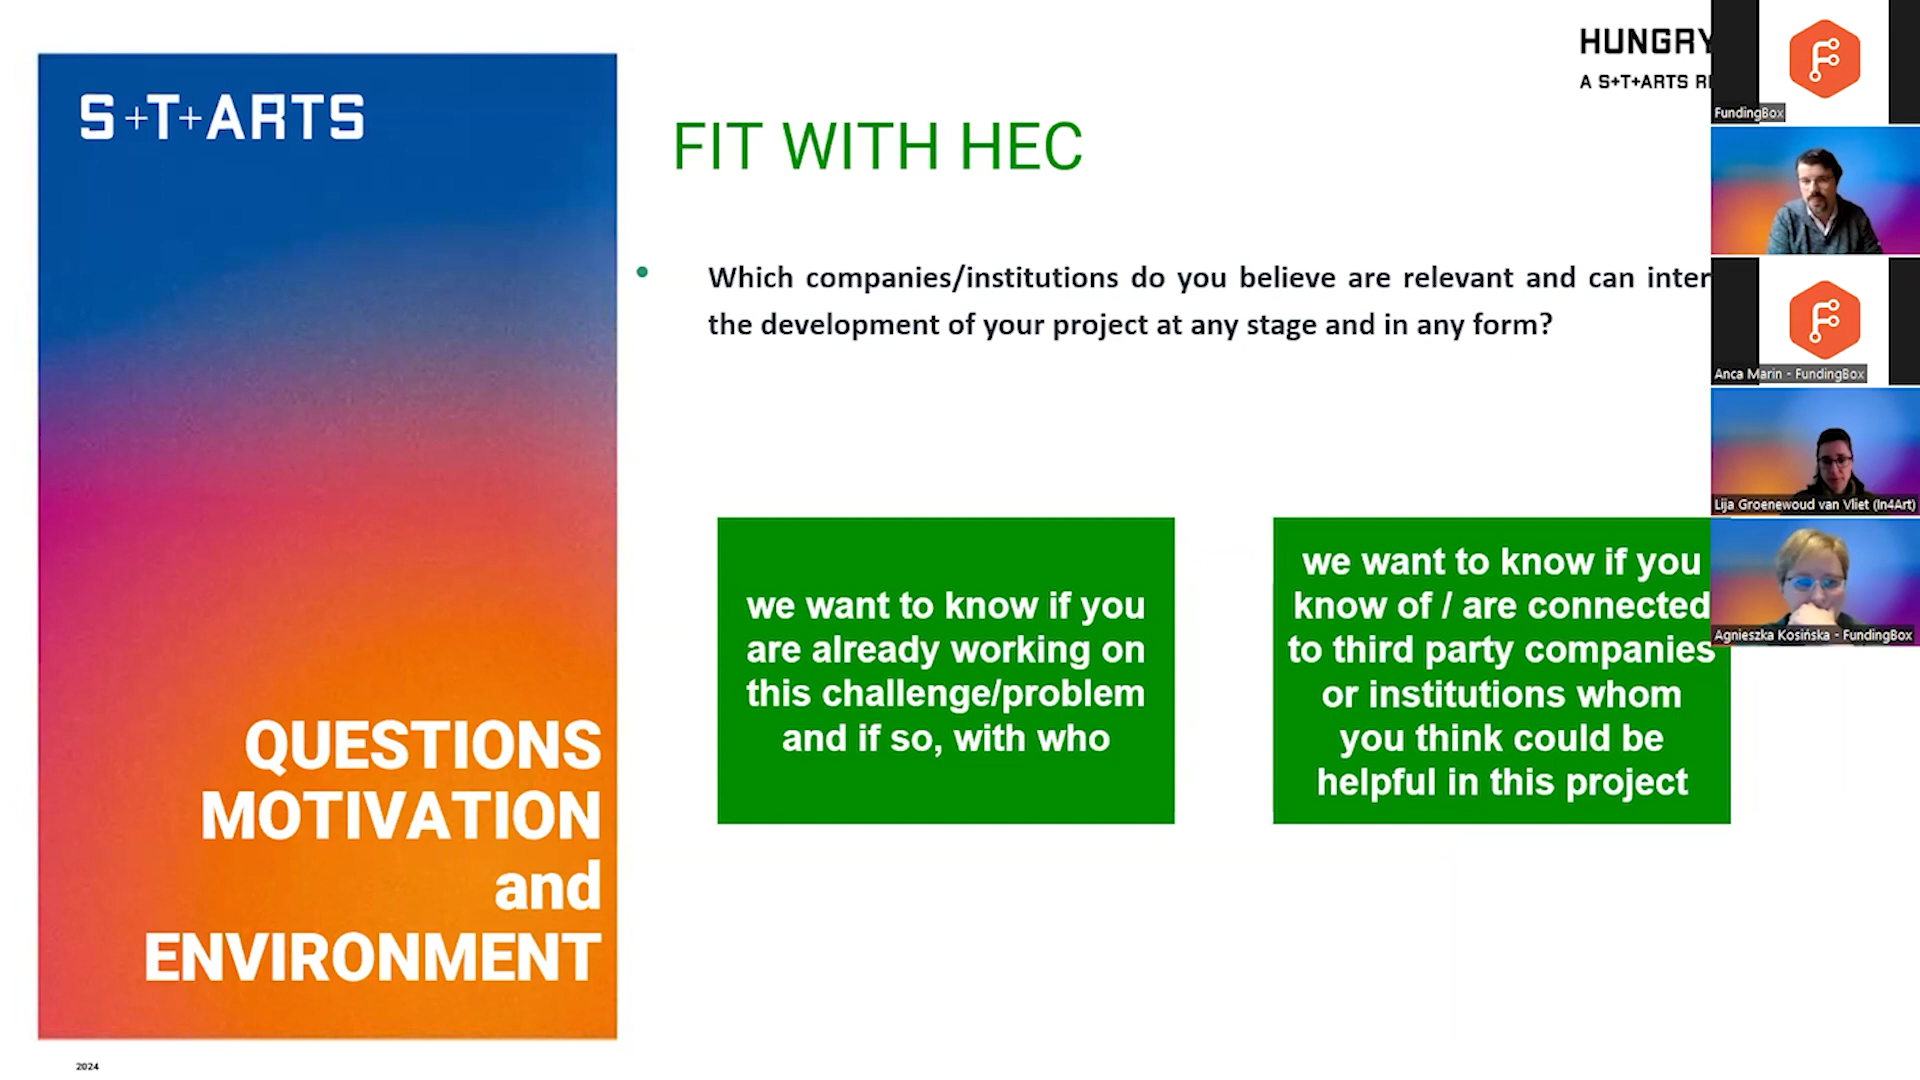 S+T+ARTS
QUESTIONS
MOTIVATION
and
ENVIRONMENT
2024
HUNGRY
A S+T+ARTS
FIT WITH HEC
• Which companies/institutions do you believe are relevant and can inter
the development of your project at any stage and in any form?
we want to know if you
are already working on
this challenge/problem
and if so, with who
we want to know if you
know of / are connected
to third party companies
or institutions whom
you think could be
helpful in this project
FundingBox
Anca Marin - FundingBox
Lija Groenewoud van Vliet (In4Art)
Agnieszka Kosińska - FundingBox